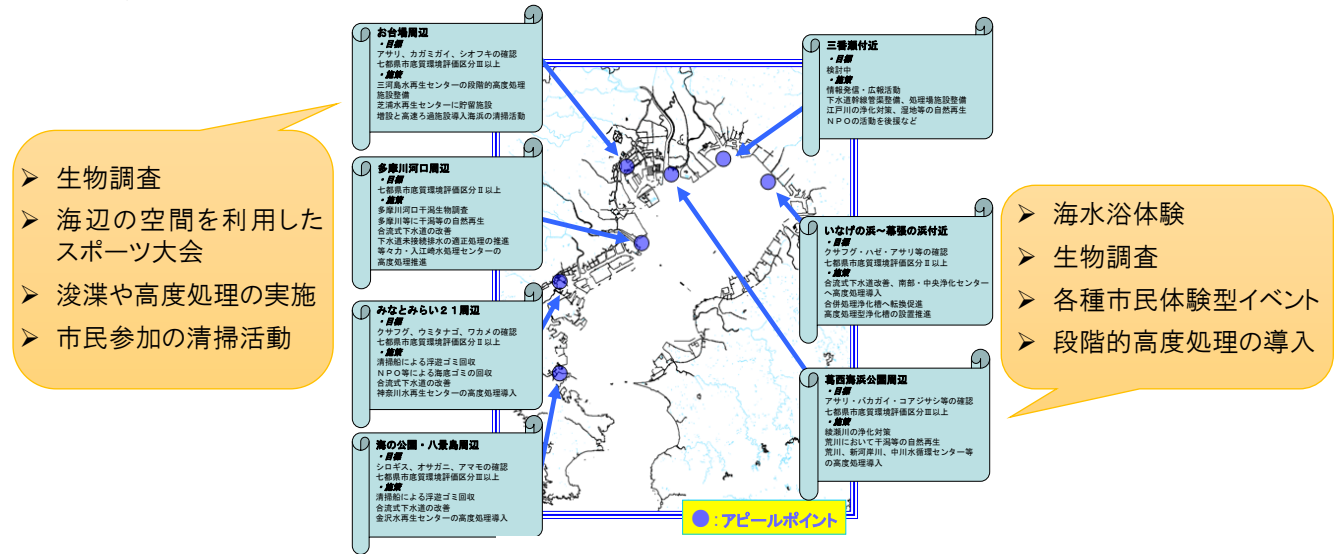 ➢ 生物調査
➢ 海辺の空間を利用した
スポーツ大会
➢ 浚渫や高度処理の実施
➢ 市民参加の清掃活動
お台場周辺
・目標
アサリ、カガミガイ、シオフキの確認
七都県市底質環境評価区分Ⅲ以上
・施策
三河島水再生センターの段階的高度処理
施設整備
芝浦水再生センターに貯留施設
増設と高速ろ過施設導入海浜の清掃活動
多摩川河口周辺
・目標
七都県市底質環境評価区分Ⅱ以上
・施策
多摩川河口干潟生物調査
多摩川等に干潟等の自然再生
合流式下水道の改善
下水道未接続排水の適正処理の推進
等々力・入江崎水処理センターの
高度処理推進
みなとみらい21周辺
・目標
クサフグ、ウミタナゴ、ワカメの確認
七都県市底質環境評価区分Ⅱ以上
・施策
清掃船による浮遊ゴミ回収
NPO等による海底ゴミの回収
合流式下水道の改善
神奈川水再生センターの高度処理導入
海の公園・八景島周辺
・目標
シロギス、オサガニ、アマモの確認
七都県市底質環境評価区分Ⅲ以上
・施策
清掃船による浮遊ゴミ回収
合流式下水道の改善
金沢水再生センターの高度処理導入
三番瀬付近
・目標
検討中
・施策
情報発信・広報活動
下水道幹線管渠整備、処理場施設整備
江戸川の浄化対策、湿地等の自然再生
NPOの活動を後援など
いなげの浜～幕張の浜付近
・目標
クサフグ・ハゼ・アサリ等の確認
七都県市底質環境評価区分Ⅱ以上
・施策
合流式下水道改善、南部・中央浄化センター
へ高度処理導入
合併処理浄化槽へ転換促進
高度処理型浄化槽の設置推進
葛西海浜公園周辺
・目標
アサリ・バカガイ・コアジサシ等の確認
七都県市底質環境評価区分Ⅲ以上
・施策
綾瀬川の浄化対策
荒川において干潟等の自然再生
荒川、新河岸川、中川水循環センター等
の高度処理導入
●：アピールポイント
➢ 海水浴体験
➢ 生物調査
➢ 各種市民体験型イベント
➢ 段階的高度処理の導入